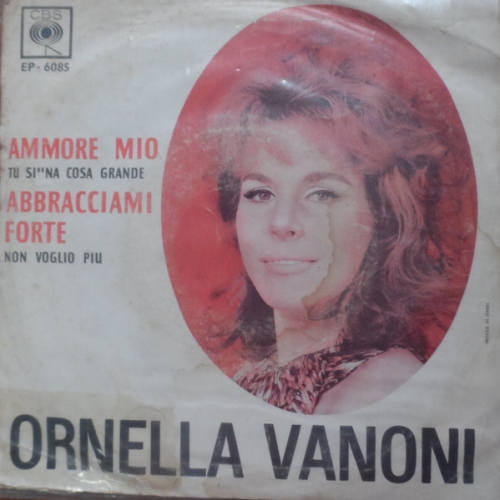 CBS
EP - 6085
AMMORE MIO
TU SI"NA COSA GRANDE
ABBRACCIAMI
FORTE
NON VOGLIO PIU
ORNELLA VANONI